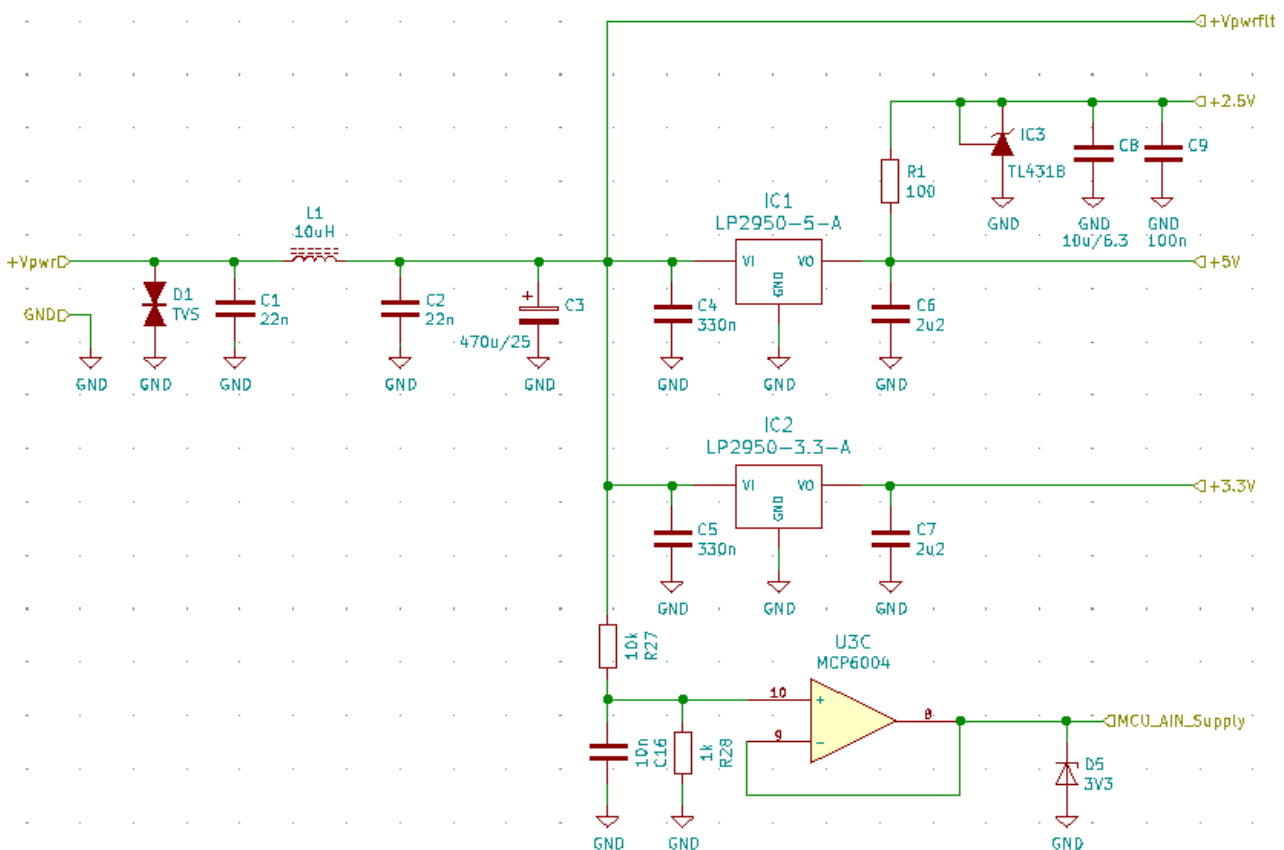 +Vpwrflt
+2.5V
IC3
TL431B
GND
C8
GND
10u/6.3
C9
GND
100n
R1
100
L1
10uH
IC1
LP2950-5-A
VI
VO
GND
+Vpwr
GND
GND
D1
TVS
GND
C1
22n
GND
C2
22n
GND
+
C3
470u/25
GND
C4
330n
GND
GND
C6
2u2
GND
+5V
IC2
LP2950-3.3-A
VI
VO
GND
+3.3V
C5
330n
GND
GND
C7
2u2
GND
10k
R27
10n
C16
GND
1k
R28
GND
U3C
MCP6004
10
+
9
-
8
MCU_AIN_Supply
D5
3V3
GND